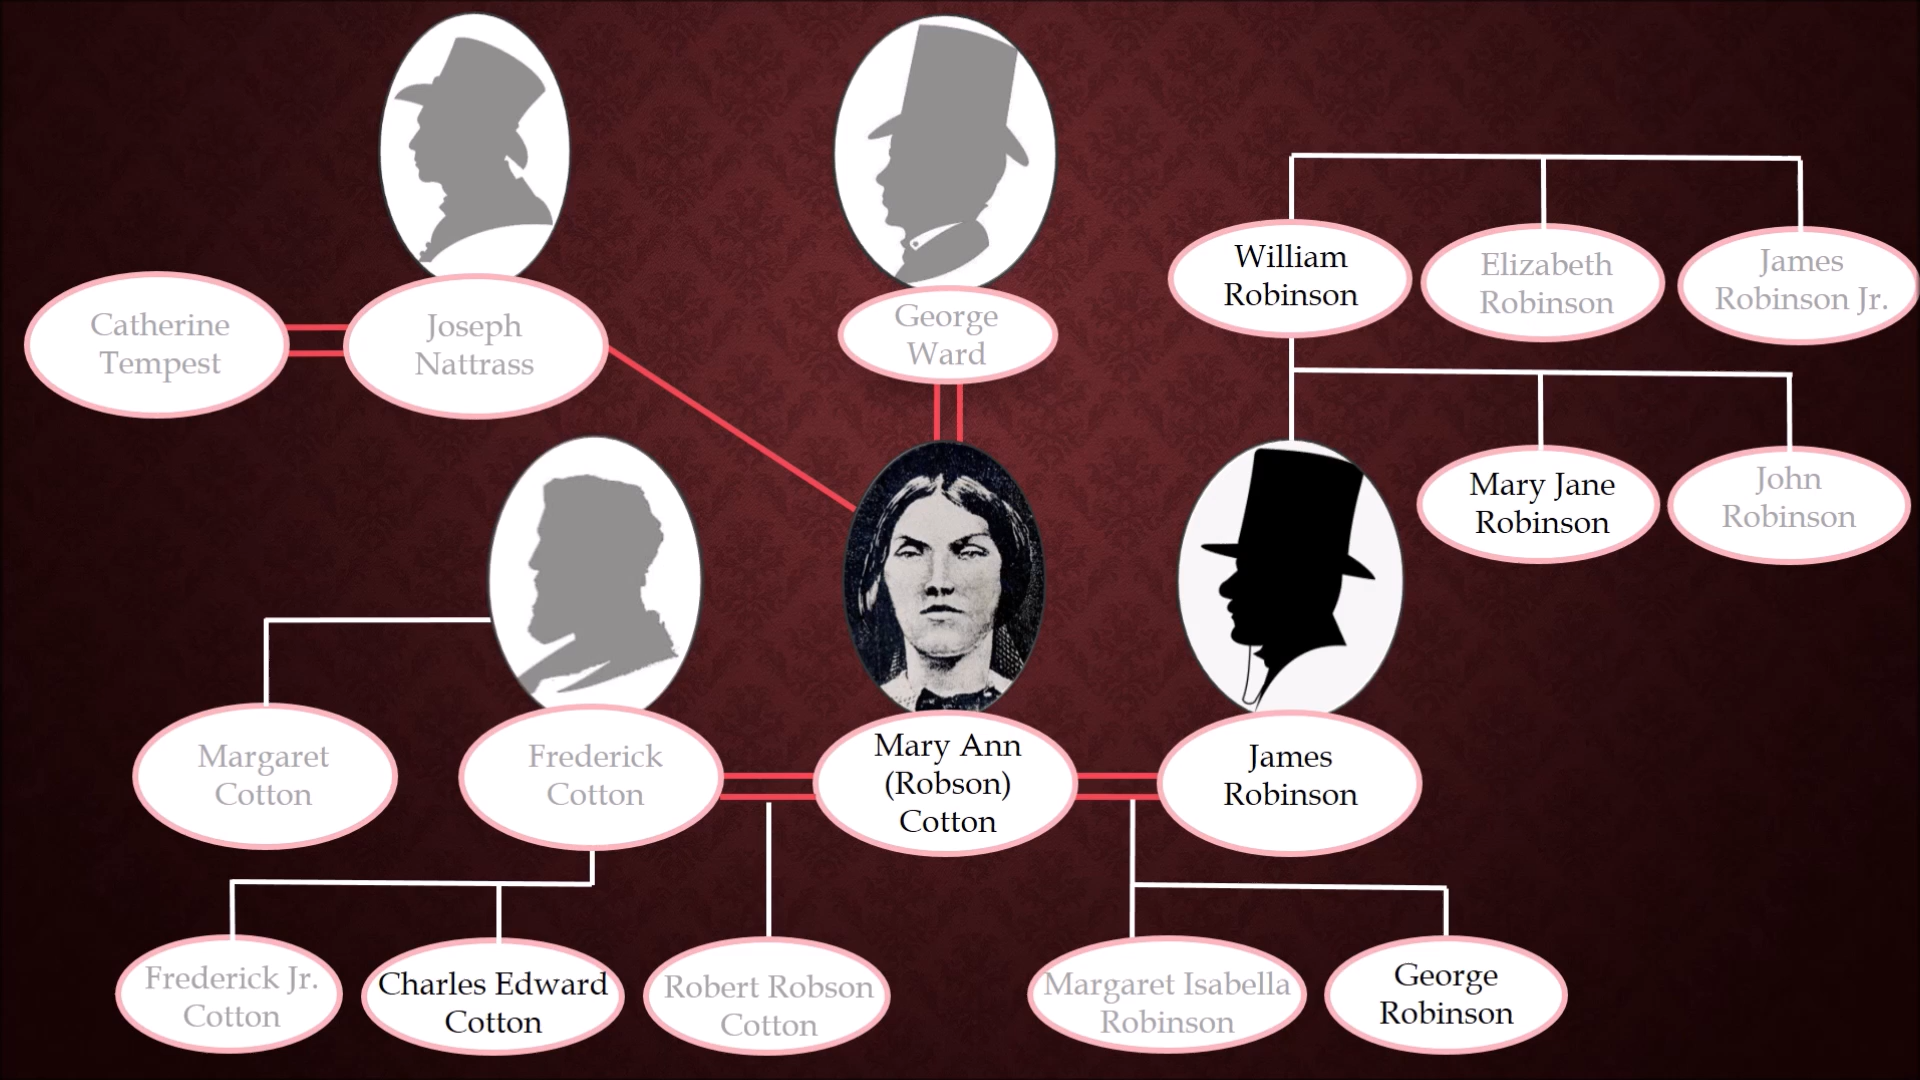 William
Robinson
Elizabeth
Robinson
James
Robinson Jr.
Catherine
Tempest
Joseph
Nattrass
George
Ward
Mary Jane
Robinson
John
Robinson
Margaret
Cotton
Frederick
Cotton
Mary Ann
(Robson)
Cotton
James
Robinson
Frederick Jr.
Cotton
Charles Edward
Cotton
Robert Robson
Cotton
Margaret Isabella
Robinson
George
Robinson